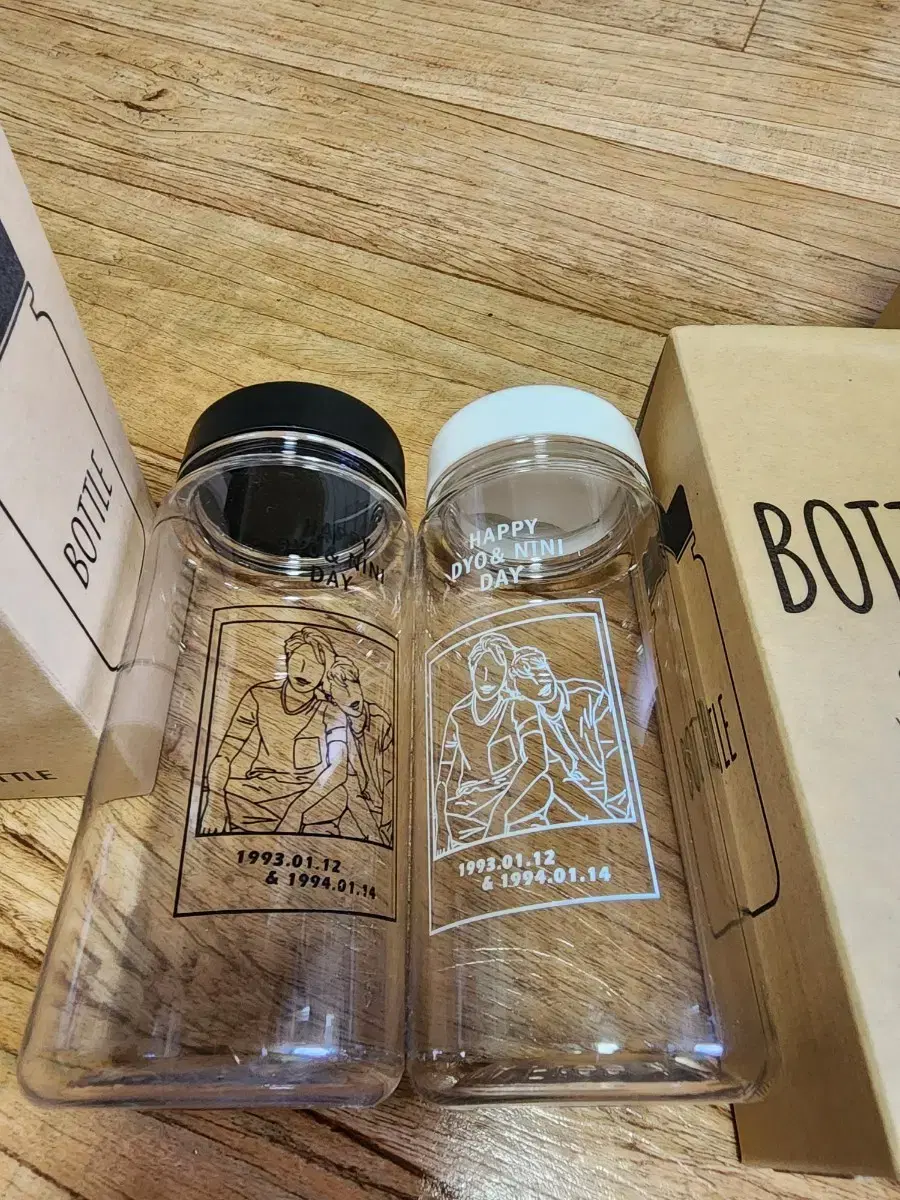 BOTTLE
BOTTLE
HAPPY
DYO & NINI
DAY
1993.01.12
& 1994.01.14
HAPPY
DYO & NINI
DAY
1993.01.12
& 1994.01.14
BOTTLE